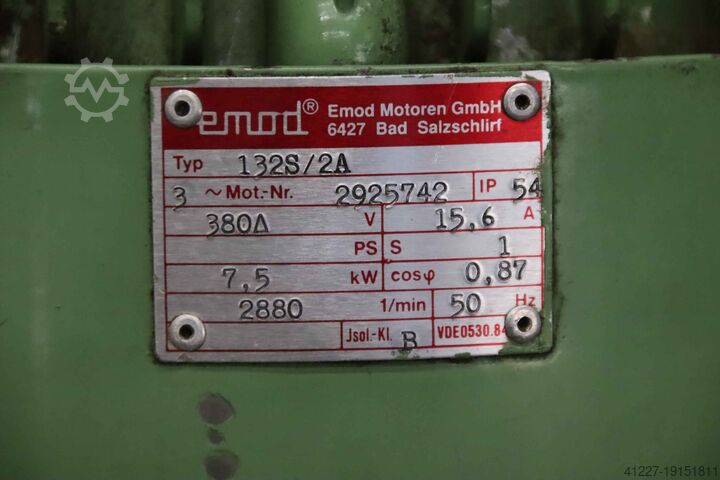 emod® Emod Motoren GmbH
6427 Bad Salzschlirf
Typ 132S/2A
3 ~ Mot.-Nr. 2925742 IP 54
380Δ V 15,6 A
PS S 1
7,5 kW cosφ 0,87
2880 1/min 50 Hz
Jsol.-Kl. B VDE0530.84
41227-19151811